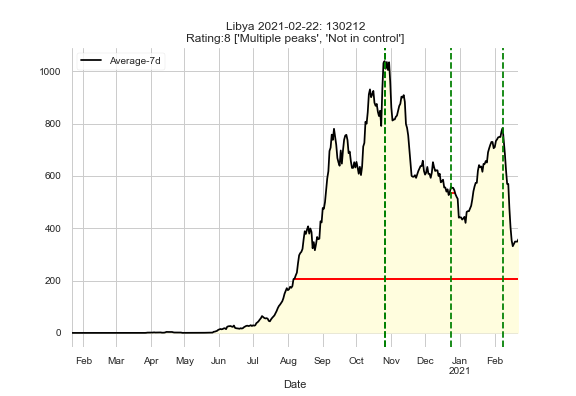 Libya 2021-02-22: 130212
Rating:8 ['Multiple peaks', 'Not in control']
Average-7d
1000
800
600
400
200
0
Feb Mar Apr May Jun Jul Aug Sep Oct Nov Dec Jan Feb
2021
Date